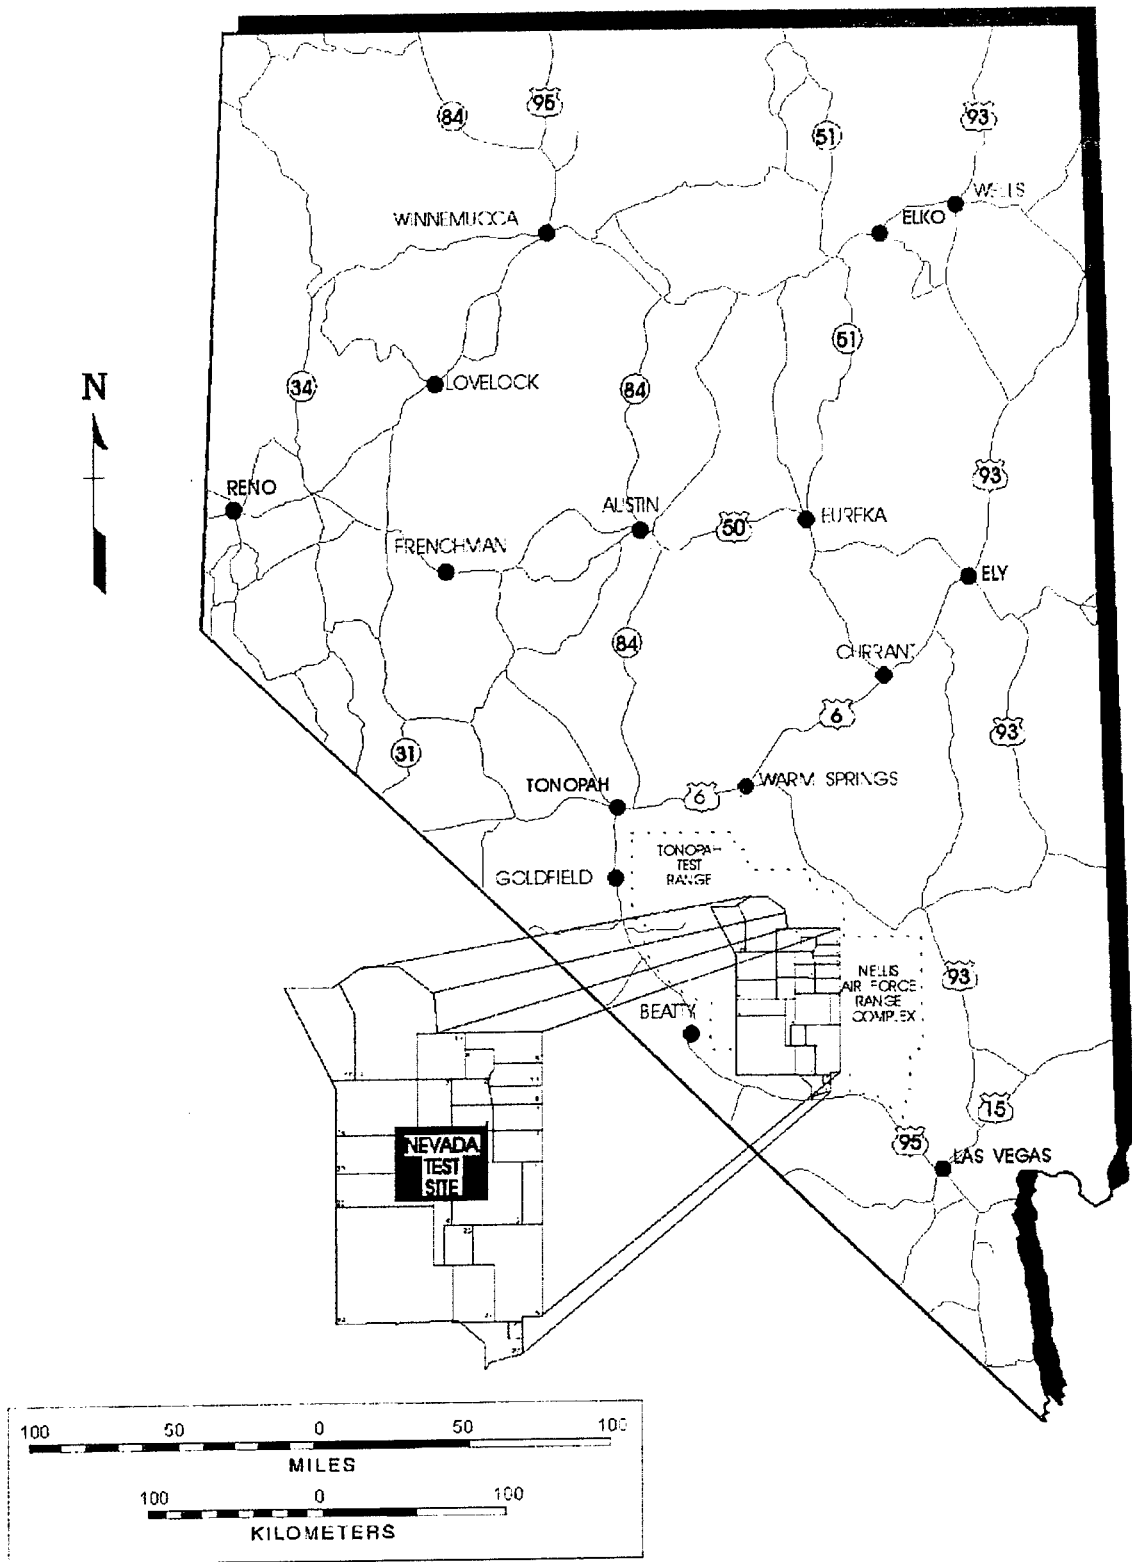 95
84
93
51
WELLS
WINNEMUCCA
ELKO
51
N
34
LOVELOCK
84
93
RENO
AUSTIN
50
EUREKA
FRENCHMAN
ELY
84
CURRANT
6
93
31
TONOPAH
6
WARM SPRINGS
TONOPAH
TEST
RANGE
GOLDFIELD
NELLIS
AIR FORCE
RANGE
COMPLEX
93
BEATTY
15
95
NEVADA
TEST
SITE
LAS VEGAS
100 50 0 50 100
MILES
100 0 100
KILOMETERS